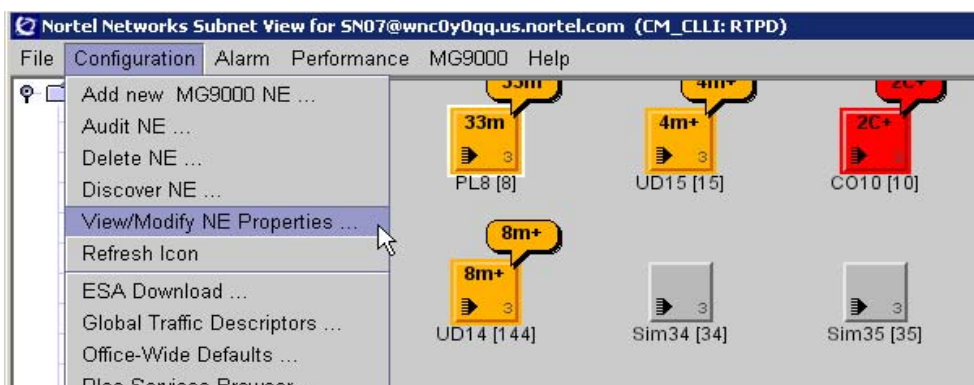 Nortel Networks Subnet View for SN07@wnc0y0qq.us.nortel.com (CM_CLLI: RTPD)
File Configuration Alarm Performance MG9000 Help
Add new MG9000 NE ...
Audit NE ...
Delete NE ...
Discover NE ...
View/Modify NE Properties ...
Refresh Icon
ESA Download ...
Global Traffic Descriptors ...
Office-Wide Defaults ...
33m 4m+ 2C+
33m 4m+ 2C+
3 3
PL8 [8] UD15 [15] CO10 [10]
8m+
8m+
3 3 3
UD14 [144] Sim34 [34] Sim35 [35]